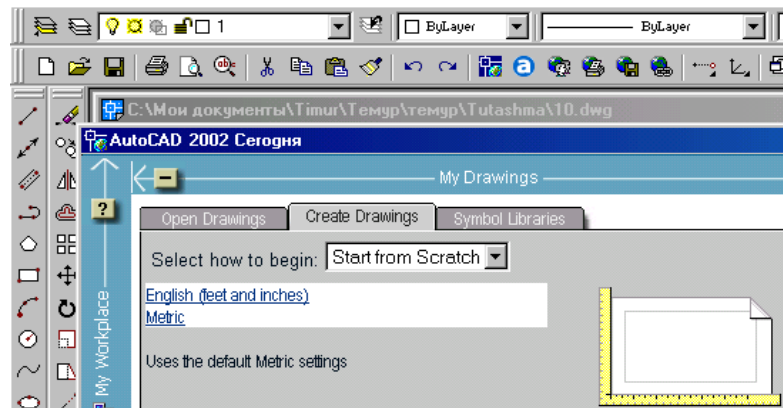 1 ByLayer ByLayer
C:\Мои документы\Timur\Темур\темур\Tutashma\10.dwg
AutoCAD 2002 Сегодня
My Drawings
Open Drawings Create Drawings Symbol Libraries
Select how to begin: Start from Scratch
English (feet and inches)
Metric
Uses the default Metric settings
My Workplace